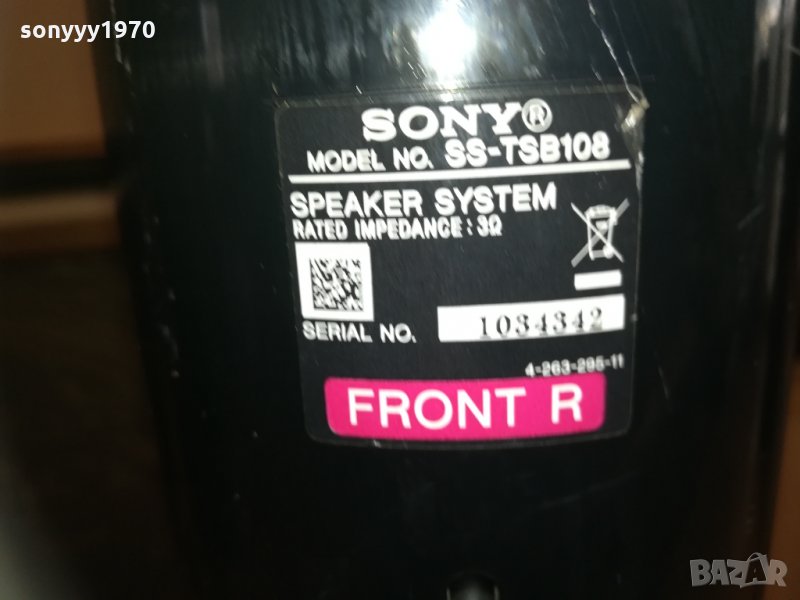 sonyyy1970
SONY®
MODEL NO. SS-TSB108
SPEAKER SYSTEM
RATED IMPEDANCE : 3Ω
SERIAL NO. 1034342
4-263-295-11
FRONT R
BAZAR